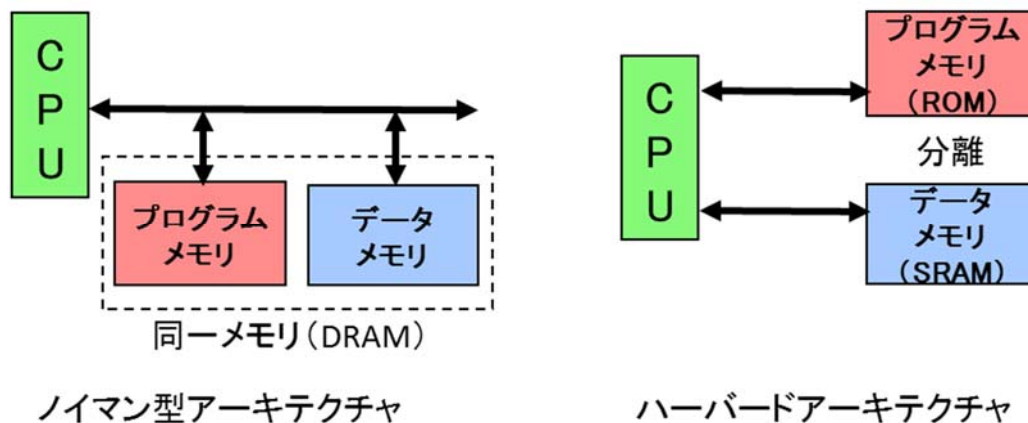 CPU
プログラム
メモリ
データ
メモリ
同一メモリ（DRAM）
ノイマン型アーキテクチャ
CPU
プログラム
メモリ
（ROM）
分離
データ
メモリ
（SRAM）
ハーバードアーキテクチャ